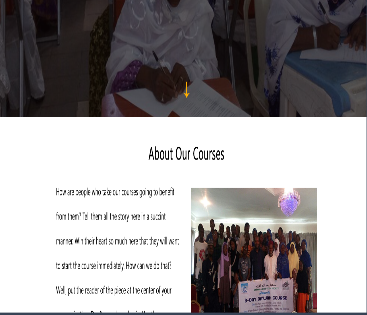 About Our Courses
How are people who take our courses going to benefit
from them? Tell them all the story here in a succint
manner. Win their heart so much here that they will want
to start the course immediately. How can we do that?
Well, put the reader of the piece at the center of your